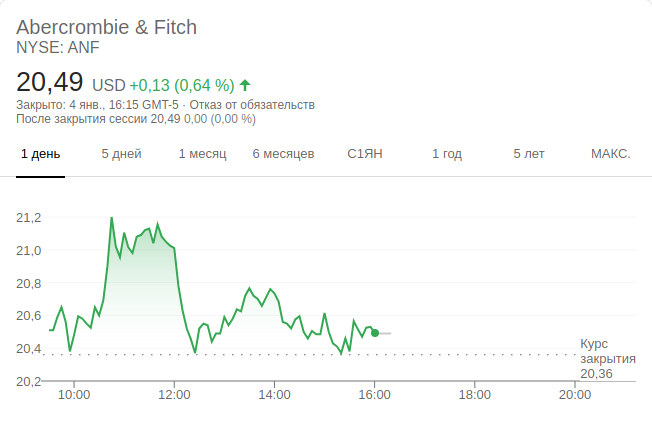 Abercrombie & Fitch
NYSE: ANF
20,49 USD +0,13 (0,64 %)
Закрыто: 4 янв., 16:15 GMT-5 · Отказ от обязательств
После закрытия сессии 20,49 0,00 (0,00 %)
1 день 5 дней 1 месяц 6 месяцев С1ЯН 1 год 5 лет МАКС.
21,2
21,0
20,8
20,6
20,4
20,2
Курс
закрытия
20,36
10:00 12:00 14:00 16:00 18:00 20:00